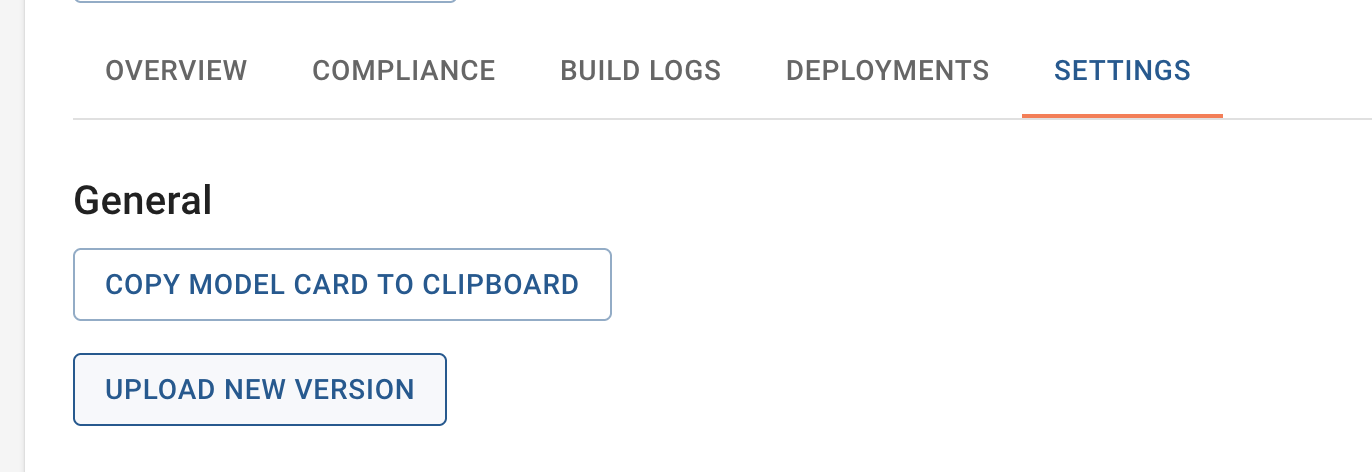 OVERVIEW COMPLIANCE BUILD LOGS DEPLOYMENTS SETTINGS
General
COPY MODEL CARD TO CLIPBOARD
UPLOAD NEW VERSION